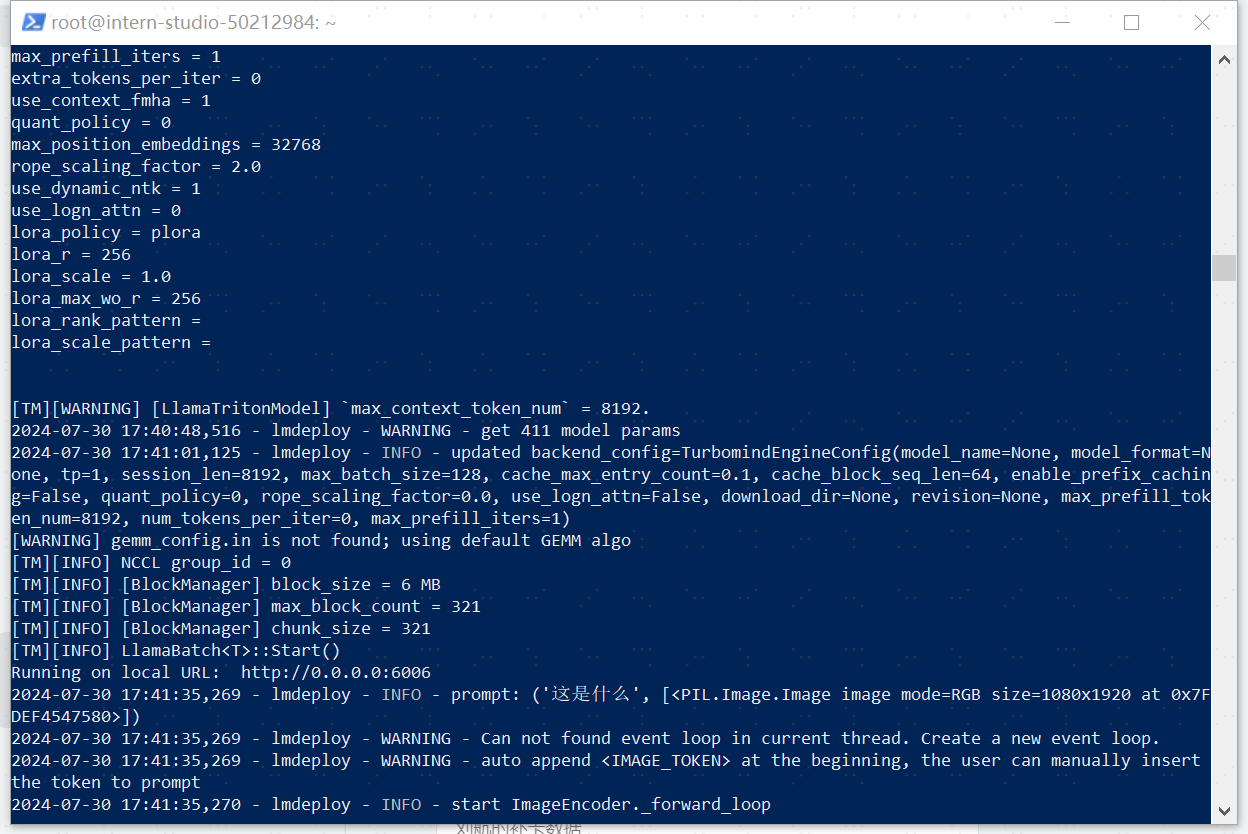 root@intern-studio-50212984: ~
max_prefill_iters = 1
extra_tokens_per_iter = 0
use_context_fmha = 1
quant_policy = 0
max_position_embeddings = 32768
rope_scaling_factor = 2.0
use_dynamic_ntk = 1
use_logn_attn = 0
lora_policy = plora
lora_r = 256
lora_scale = 1.0
lora_max_wo_r = 256
lora_rank_pattern =
lora_scale_pattern =
[TM][WARNING] [LlamaTritonModel] `max_context_token_num` = 8192.
2024-07-30 17:40:48,516 - lmdeploy - WARNING - get 411 model params
2024-07-30 17:41:01,125 - lmdeploy - INFO - updated backend_config=TurbomindEngineConfig(model_name=None, model_format=N
one, tp=1, session_len=8192, max_batch_size=128, cache_max_entry_count=0.1, cache_block_seq_len=64, enable_prefix_cachin
g=False, quant_policy=0, rope_scaling_factor=0.0, use_logn_attn=False, download_dir=None, revision=None, max_prefill_tok
en_num=8192, num_tokens_per_iter=0, max_prefill_iters=1)
[WARNING] gemm_config.in is not found; using default GEMM algo
[TM][INFO] NCCL group_id = 0
[TM][INFO] [BlockManager] block_size = 6 MB
[TM][INFO] [BlockManager] max_block_count = 321
[TM][INFO] [BlockManager] chunk_size = 321
[TM][INFO] LlamaBatch<T>::Start()
Running on local URL:  http://0.0.0.0:6006
2024-07-30 17:41:35,269 - lmdeploy - INFO - prompt: ('这是什么', [<PIL.Image.Image image mode=RGB size=1080x1920 at 0x7F
DEF4547580>])
2024-07-30 17:41:35,269 - lmdeploy - WARNING - Can not found event loop in current thread. Create a new event loop.
2024-07-30 17:41:35,269 - lmdeploy - WARNING - auto append <IMAGE_TOKEN> at the beginning, the user can manually insert
the token to prompt
2024-07-30 17:41:35,270 - lmdeploy - INFO - start ImageEncoder._forward_loop